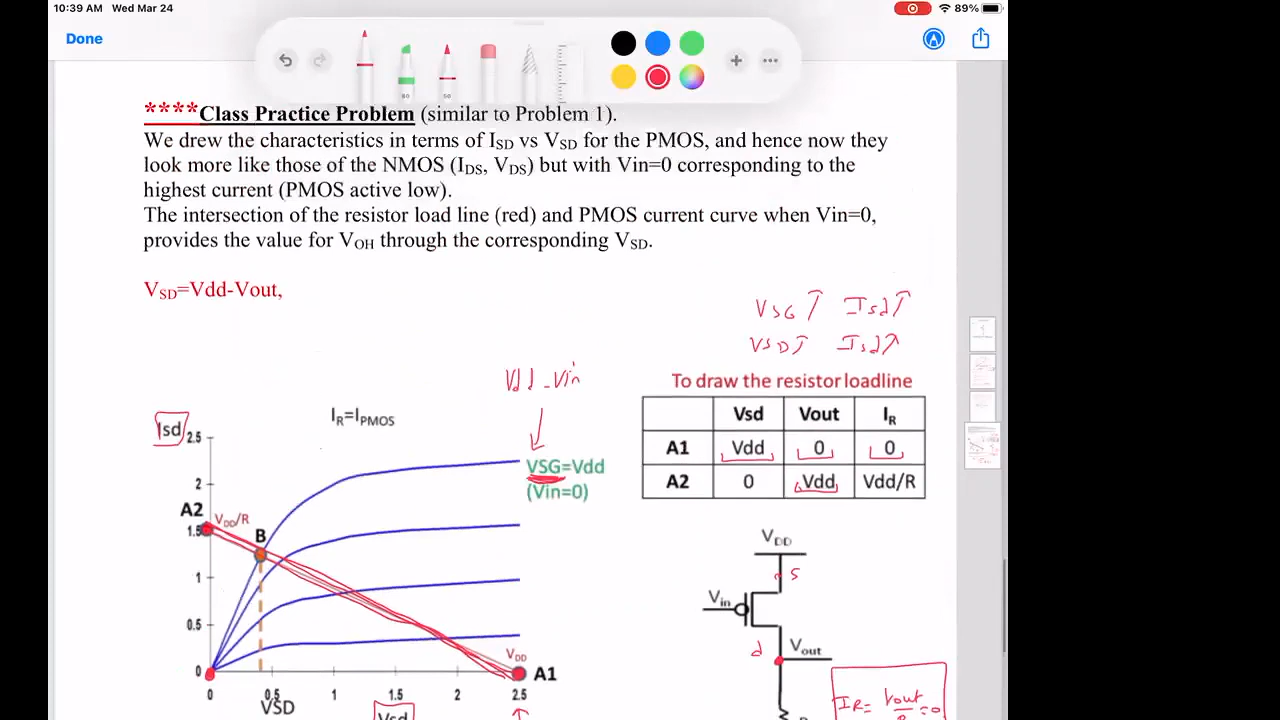 10:39 AM Wed Mar 24
89%
Done
80
50
****Class Practice Problem (similar to Problem 1).
We drew the characteristics in terms of ISD vs VSD for the PMOS, and hence now they
look more like those of the NMOS (IDS, VDS) but with Vin=0 corresponding to the
highest current (PMOS active low).
The intersection of the resistor load line (red) and PMOS current curve when Vin=0,
provides the value for VOH through the corresponding VSD.
VSD=Vdd-Vout,
VSG ↑ Isd ↑
VSD ↑ Isd ↑
Vdd - Vin
To draw the resistor loadline
Vsd Vout IR
A1 Vdd 0 0
A2 0 Vdd Vdd/R
IR=IPMOS
Isd
2.5
2
1.5
1
0.5
0
VSG=Vdd
(Vin=0)
A2
VDD/R
B
VDD
A1
0 0.5 1 1.5 2 2.5
VSD
Vsd
VDD
S
Vin
d
Vout
IR = Vout/R = 0